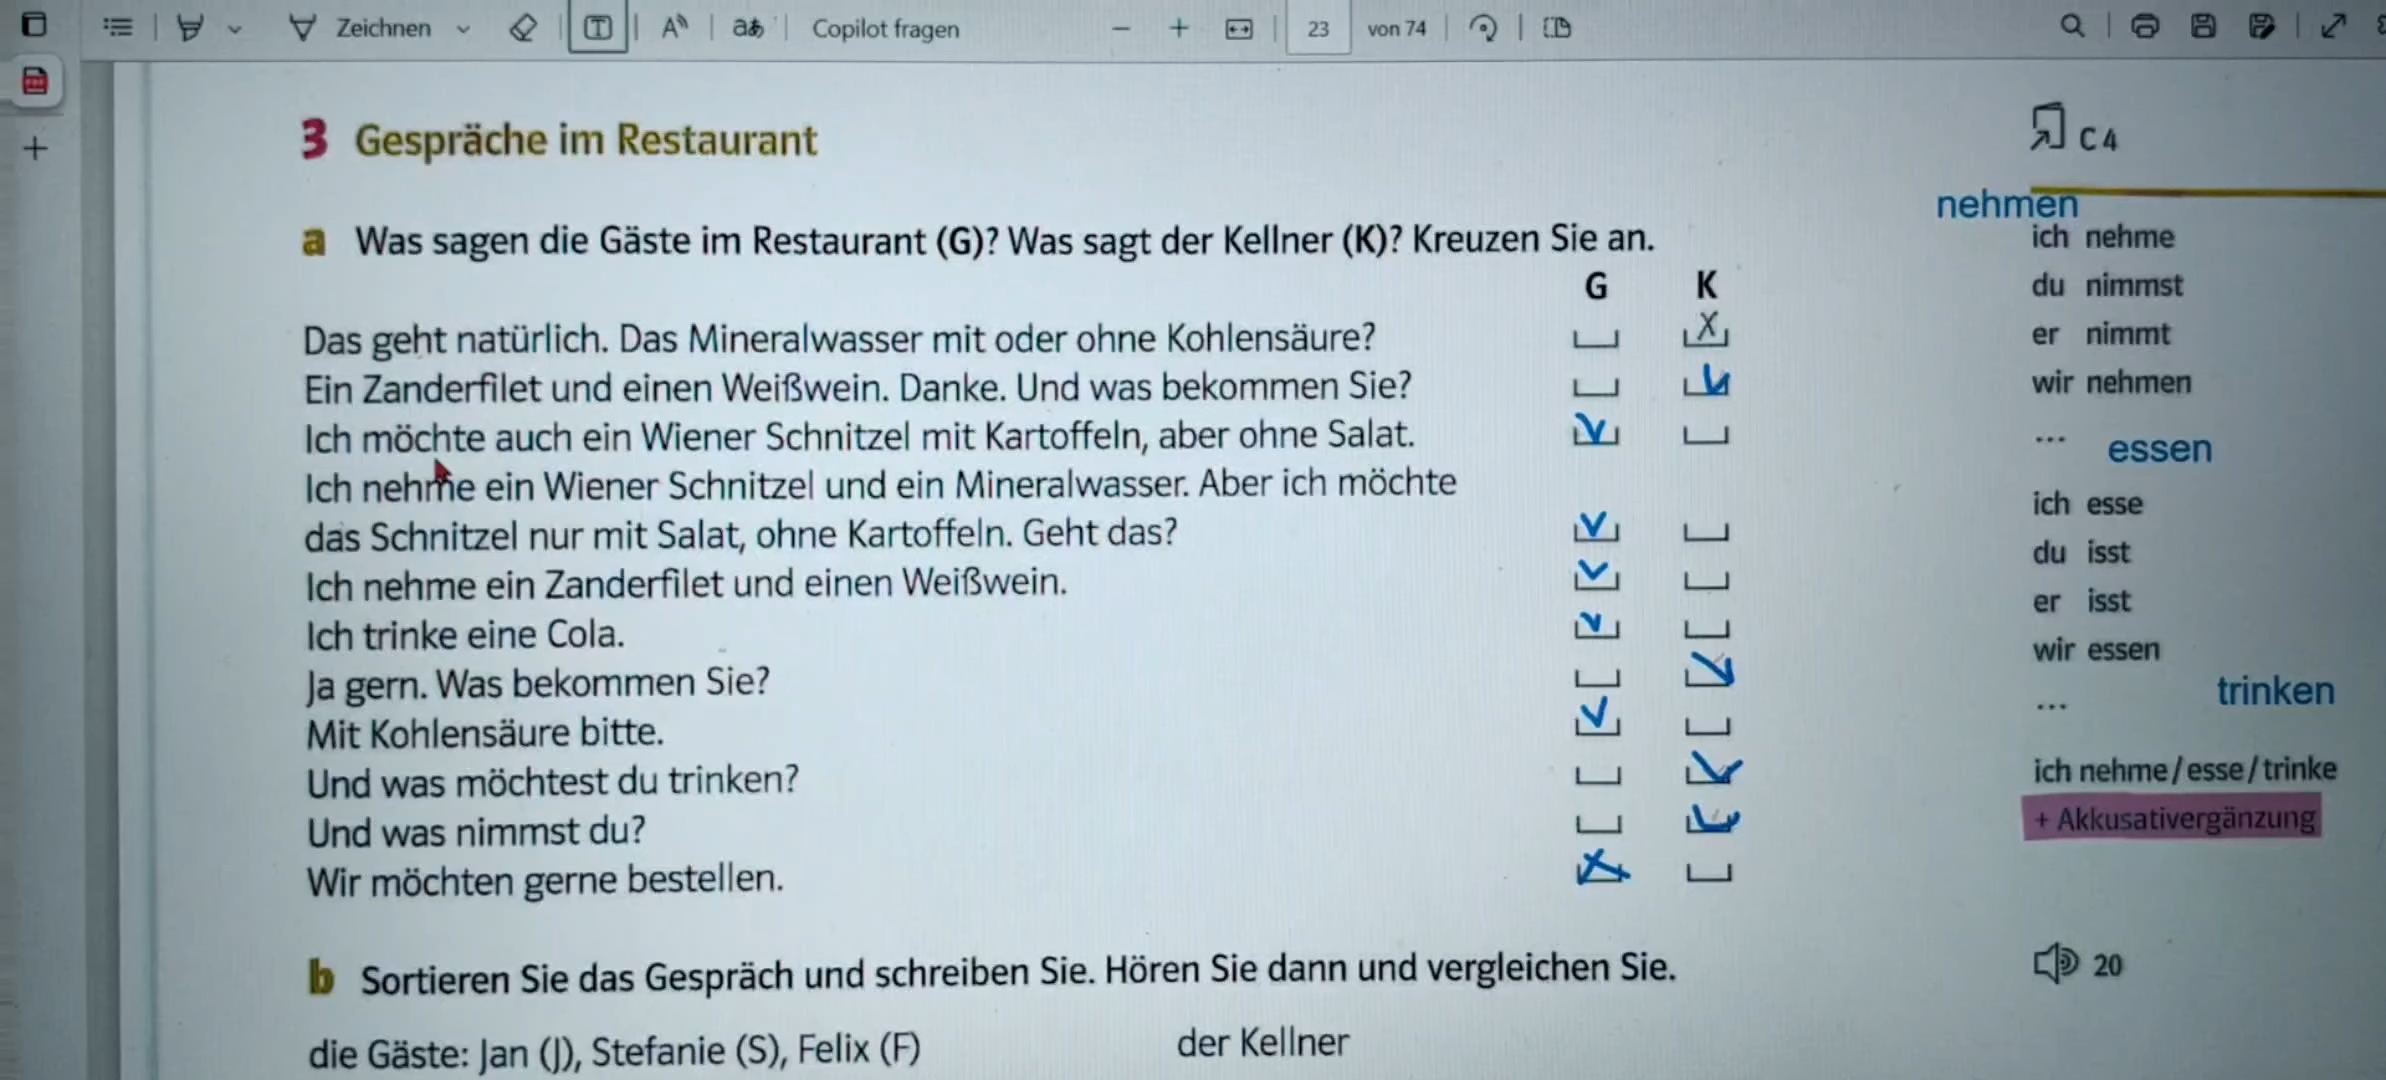 Zeichnen
Copilot fragen
23 von 74
3 Gespräche im Restaurant
C 4
a Was sagen die Gäste im Restaurant (G)? Was sagt der Kellner (K)? Kreuzen Sie an.
G K
Das geht natürlich. Das Mineralwasser mit oder ohne Kohlensäure? X
Ein Zanderfilet und einen Weißwein. Danke. Und was bekommen Sie?
Ich möchte auch ein Wiener Schnitzel mit Kartoffeln, aber ohne Salat.
Ich nehme ein Wiener Schnitzel und ein Mineralwasser. Aber ich möchte
das Schnitzel nur mit Salat, ohne Kartoffeln. Geht das?
Ich nehme ein Zanderfilet und einen Weißwein.
Ich trinke eine Cola.
Ja gern. Was bekommen Sie?
Mit Kohlensäure bitte.
Und was möchtest du trinken?
Und was nimmst du?
Wir möchten gerne bestellen.
nehmen
ich nehme
du nimmst
er nimmt
wir nehmen
...
essen
ich esse
du isst
er isst
wir essen
...
trinken
ich nehme/esse/trinke
+ Akkusativergänzung
b Sortieren Sie das Gespräch und schreiben Sie. Hören Sie dann und vergleichen Sie.
20
die Gäste: Jan (J), Stefanie (S), Felix (F)
der Kellner